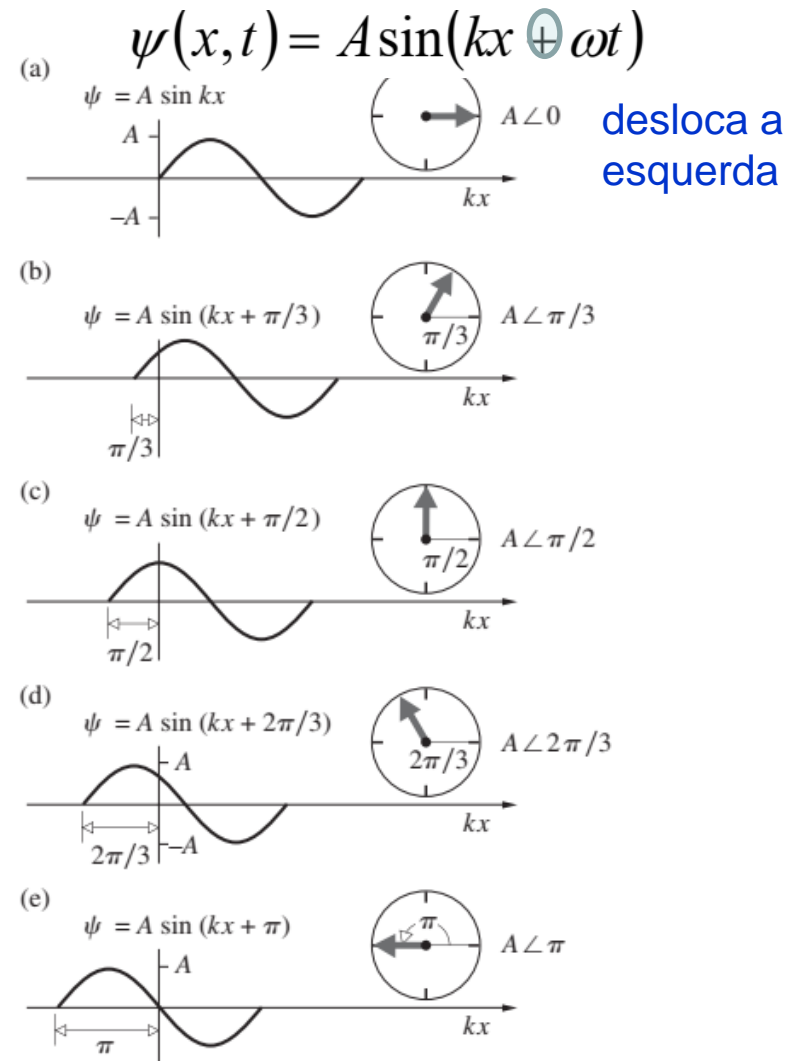 ψ(x,t) = A sin(kx + ωt)
(a)
ψ = A sin kx
A
–A
kx
A∠0
desloca a
esquerda
(b)
ψ = A sin (kx + π/3)
π/3
kx
π/3
A∠π/3
(c)
ψ = A sin (kx + π/2)
π/2
kx
π/2
A∠π/2
(d)
ψ = A sin (kx + 2π/3)
A
–A
2π/3
kx
2π/3
A∠2π/3
(e)
ψ = A sin (kx + π)
A
π
kx
π
A∠π